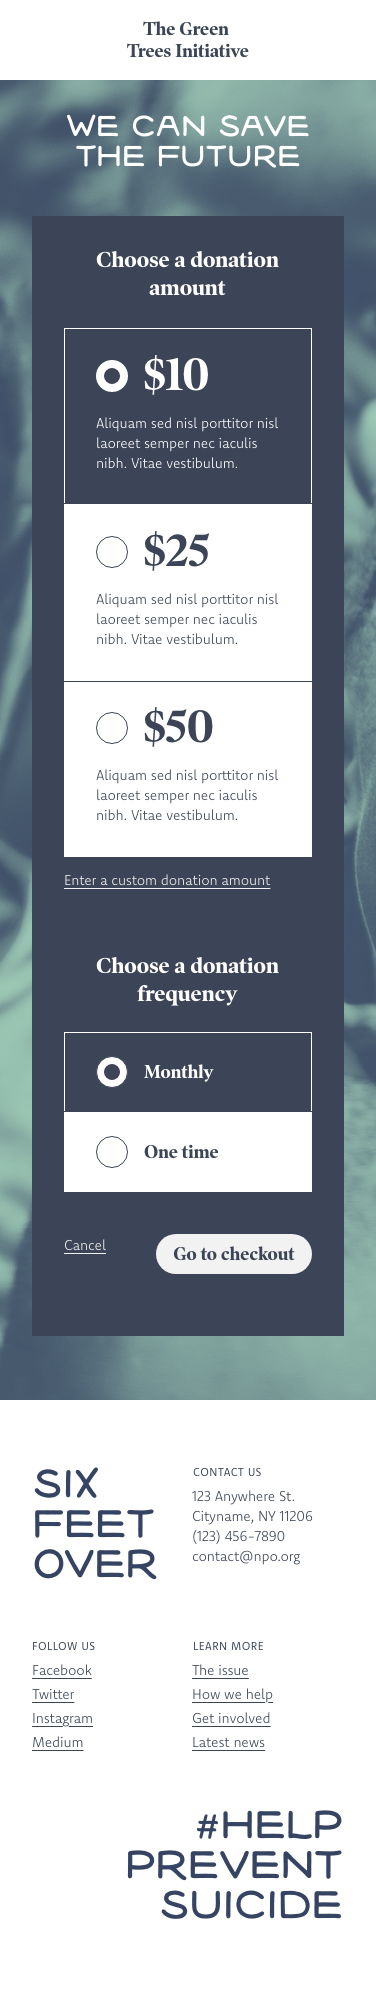 The Green
Trees Initiative
WE CAN SAVE
THE FUTURE
Choose a donation
amount
$10
Aliquam sed nisl porttitor nisl
laoreet semper nec iaculis
nibh. Vitae vestibulum.
$25
Aliquam sed nisl porttitor nisl
laoreet semper nec iaculis
nibh. Vitae vestibulum.
$50
Aliquam sed nisl porttitor nisl
laoreet semper nec iaculis
nibh. Vitae vestibulum.
Enter a custom donation amount
Choose a donation
frequency
Monthly
One time
Cancel
Go to checkout
SIX
FEET
OVER
CONTACT US
123 Anywhere St.
Cityname, NY 11206
(123) 456-7890
contact@npo.org
FOLLOW US
Facebook
Twitter
Instagram
Medium
LEARN MORE
The issue
How we help
Get involved
Latest news
#HELP
PREVENT
SUICIDE